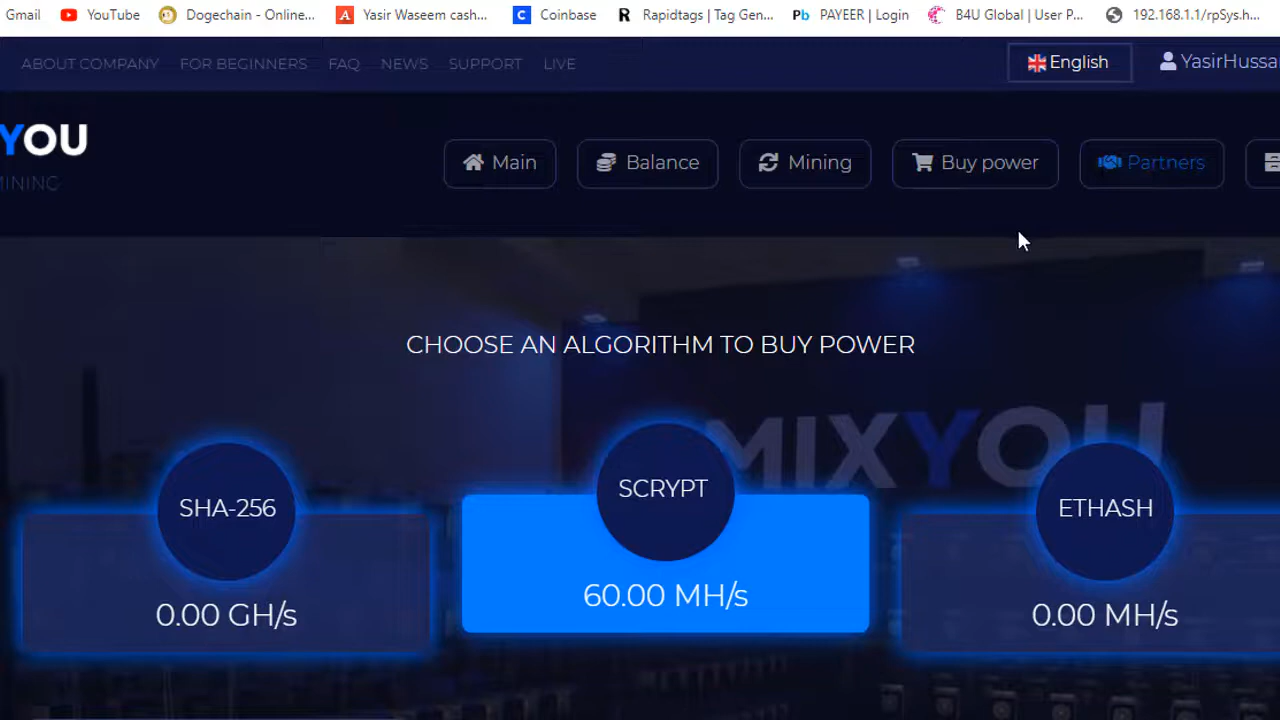 Gmail YouTube Dogechain - Online... Yasir Waseem cash... Coinbase Rapidtags | Tag Gen... PAYEER | Login B4U Global | User P... 192.168.1.1/rpSys.h...
ABOUT COMPANY FOR BEGINNERS FAQ NEWS SUPPORT LIVE English YasirHussa
YOU
MINING
Main Balance Mining Buy power Partners
CHOOSE AN ALGORITHM TO BUY POWER
MIXYOU
SHA-256 SCRYPT ETHASH
0.00 GH/s 60.00 MH/s 0.00 MH/s